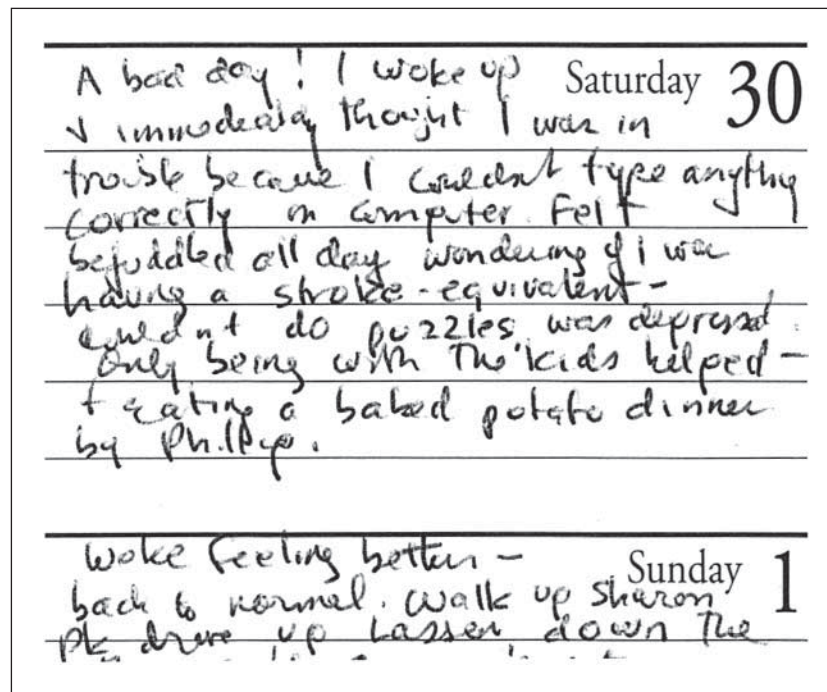 A bad day! I woke up Saturday 30
+ immediately thought I was in
trouble because I couldn't type anything
correctly on computer. Felt
befuddled all day wondering if I was
having a stroke-equivalent -
couldn't do puzzles, was depressed.
Only being with the kids helped -
+ eating a baked potato dinner
by Phillip.
Woke feeling better -
Sunday 1
back to normal. Walk up Sharon
Pk drive, up Lassen, down the